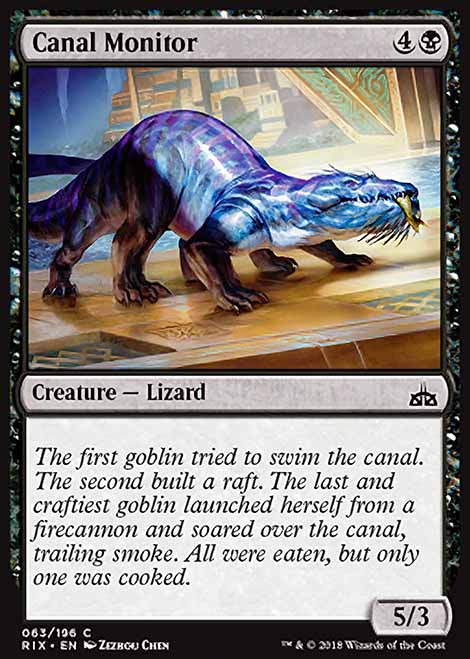 Canal Monitor 4
Creature — Lizard
The first goblin tried to swim the canal.
The second built a raft. The last and
craftiest goblin launched herself from a
firecannon and soared over the canal,
trailing smoke. All were eaten, but only
one was cooked.
5/3
063/196 C
RIX • EN Zezhou Chen
™ & © 2018 Wizards of the Coast